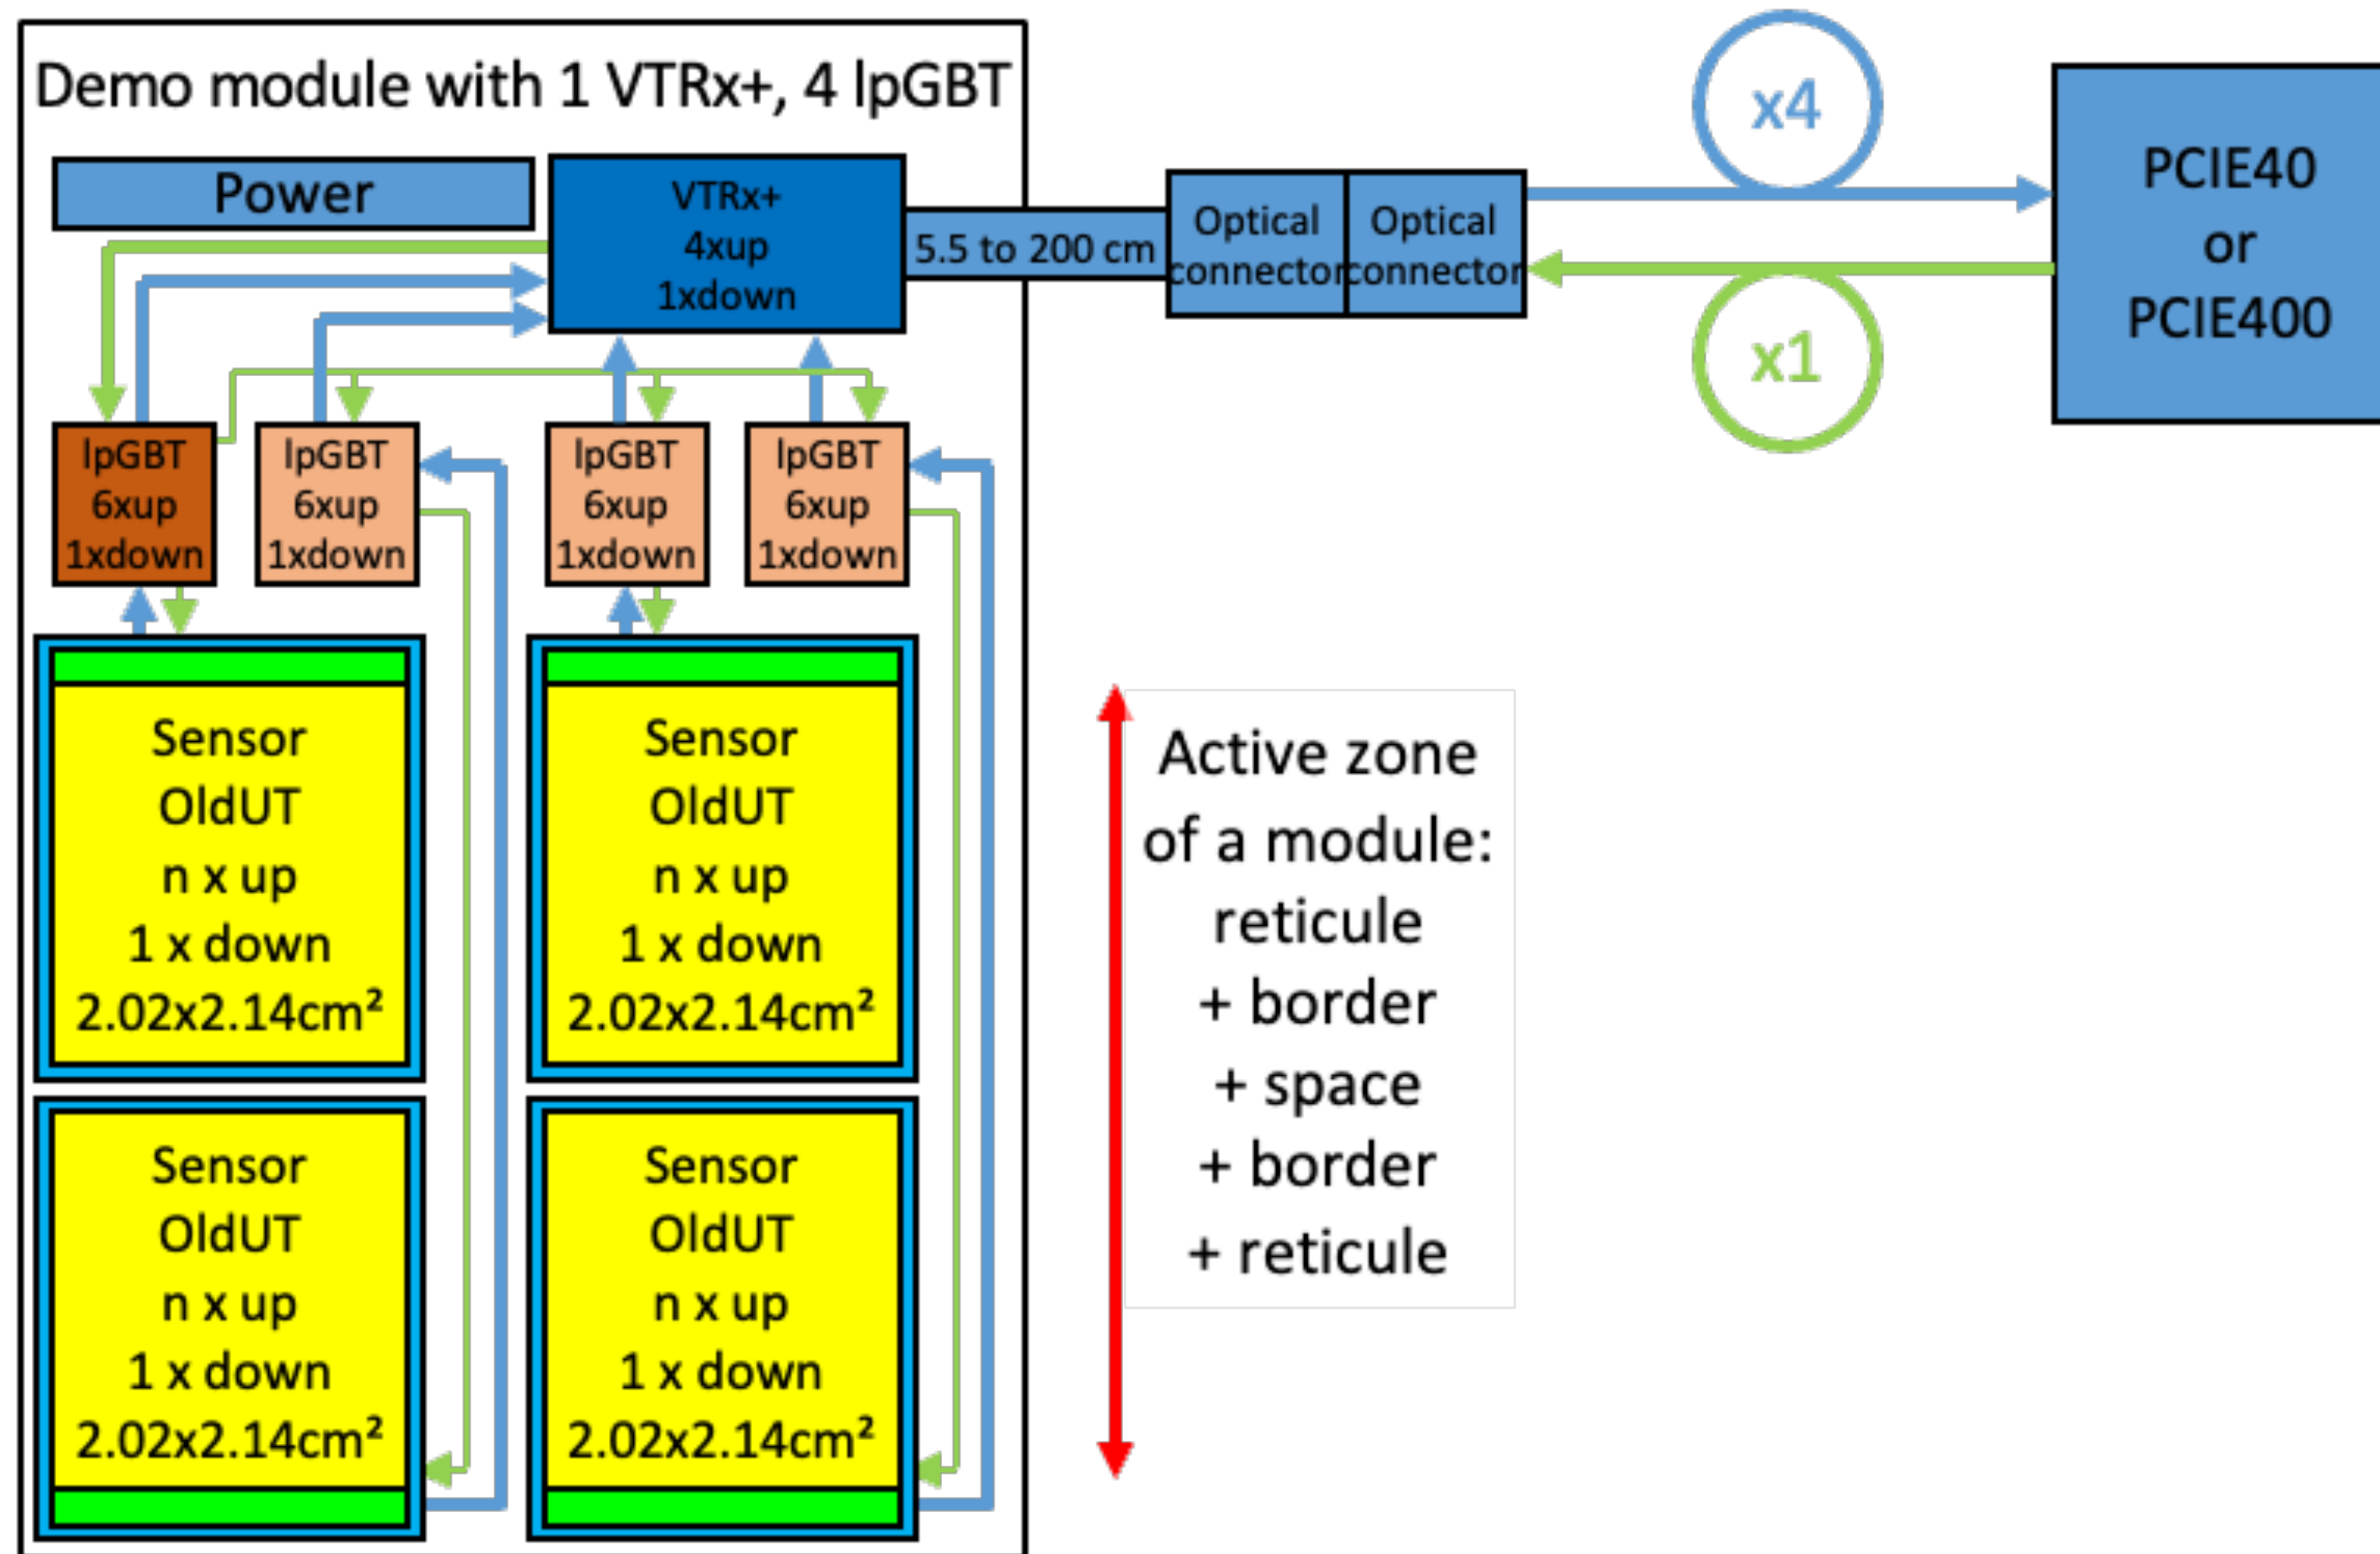 Demo module with 1 VTRx+, 4 lpGBT
Power
VTRx+
4xup
1xdown
5.5 to 200 cm
Optical
connector
Optical
connector
x4
x1
PCIE40
or
PCIE400
lpGBT
6xup
1xdown
lpGBT
6xup
1xdown
lpGBT
6xup
1xdown
lpGBT
6xup
1xdown
Sensor
OldUT
n x up
1 x down
2.02x2.14cm²
Sensor
OldUT
n x up
1 x down
2.02x2.14cm²
Sensor
OldUT
n x up
1 x down
2.02x2.14cm²
Sensor
OldUT
n x up
1 x down
2.02x2.14cm²
Active zone
of a module:
reticule
+ border
+ space
+ border
+ reticule